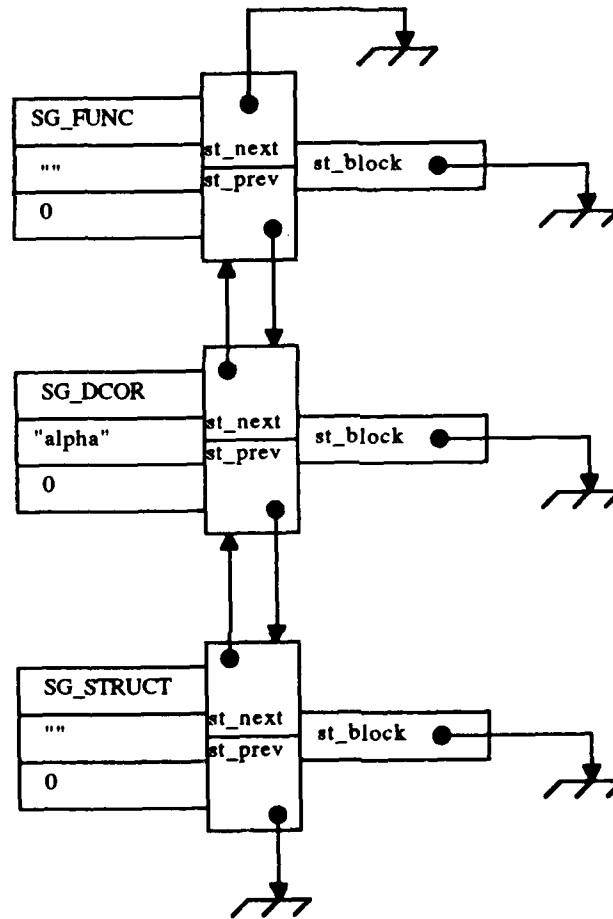 SG_FUNC
""
0
st_next
st_prev
st_block
SG_DCOR
"alpha"
0
st_next
st_prev
st_block
SG_STRUCT
""
0
st_next
st_prev
st_block